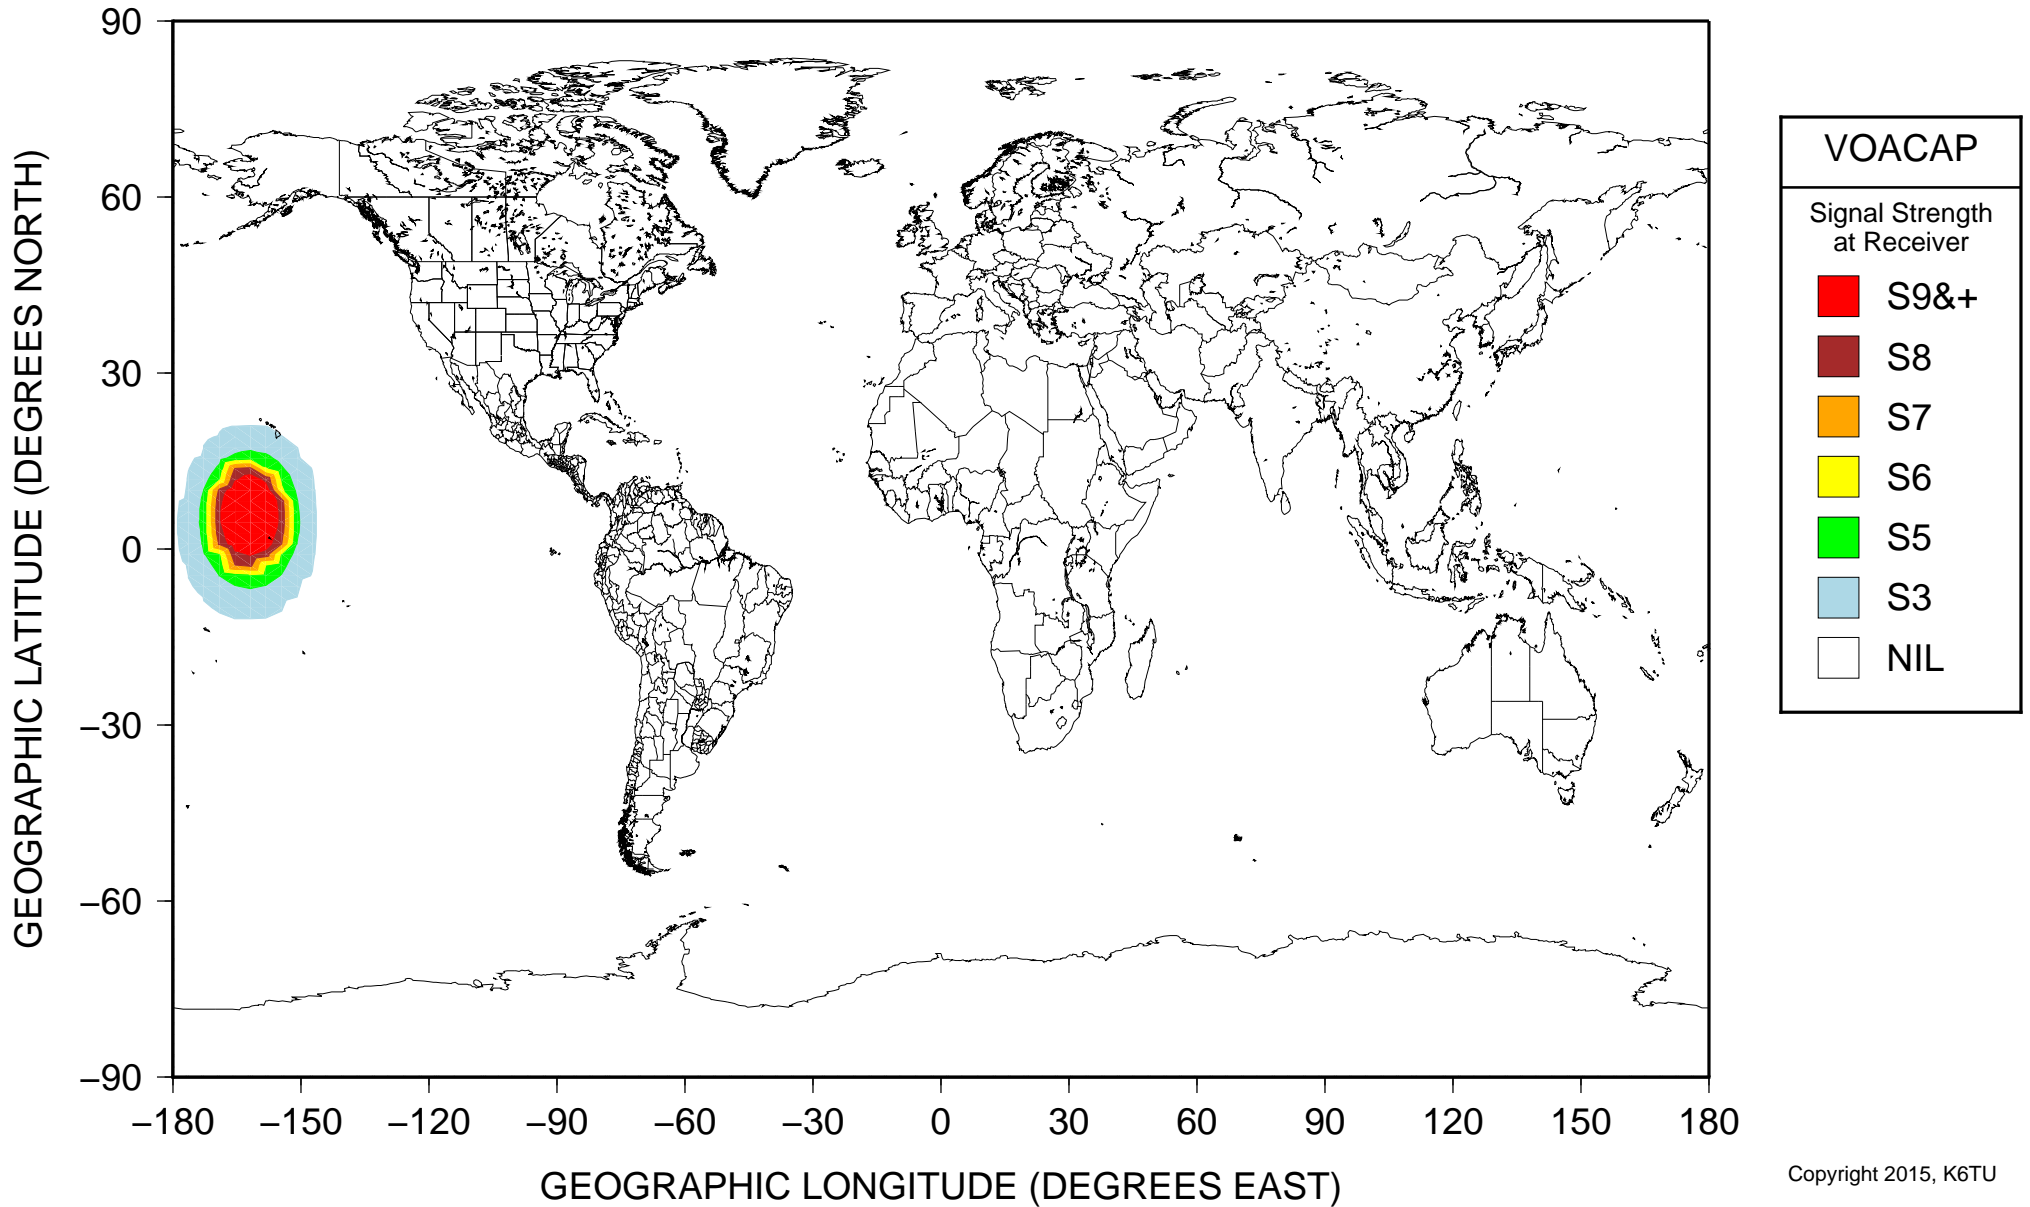 90
60
30
0
−30
−60
−90
GEOGRAPHIC LATITUDE (DEGREES NORTH)
−180 −150 −120 −90 −60 −30 0 30 60 90 120 150 180
GEOGRAPHIC LONGITUDE (DEGREES EAST)
VOACAP
Signal Strength
at Receiver
S9&+
S8
S7
S6
S5
S3
NIL
Copyright 2015, K6TU